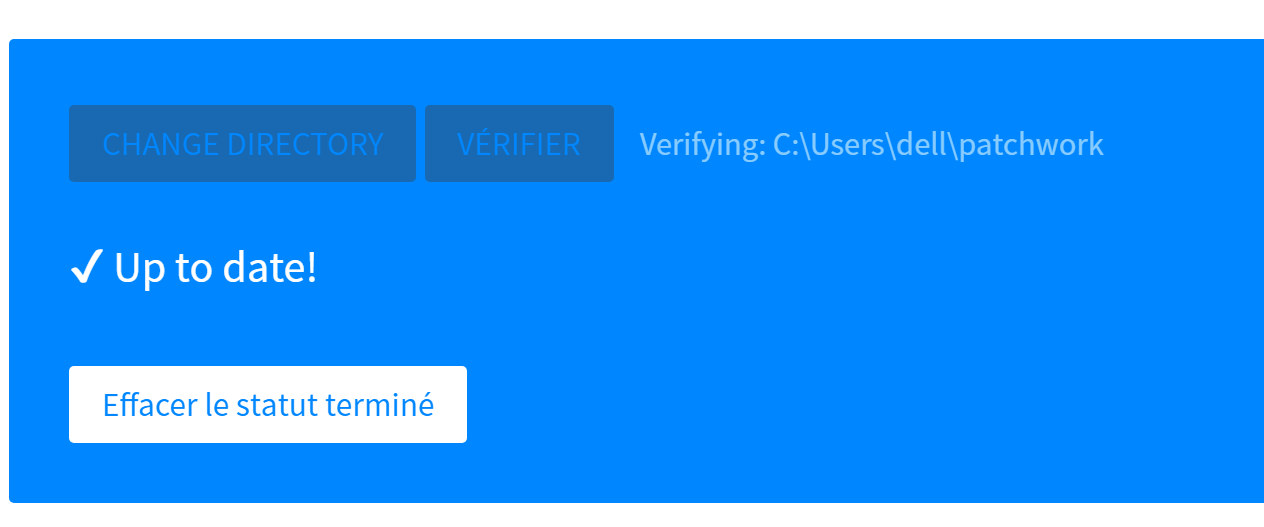 CHANGE DIRECTORY VÉRIFIER Verifying: C:\Users\dell\patchwork
✓ Up to date!
Effacer le statut terminé